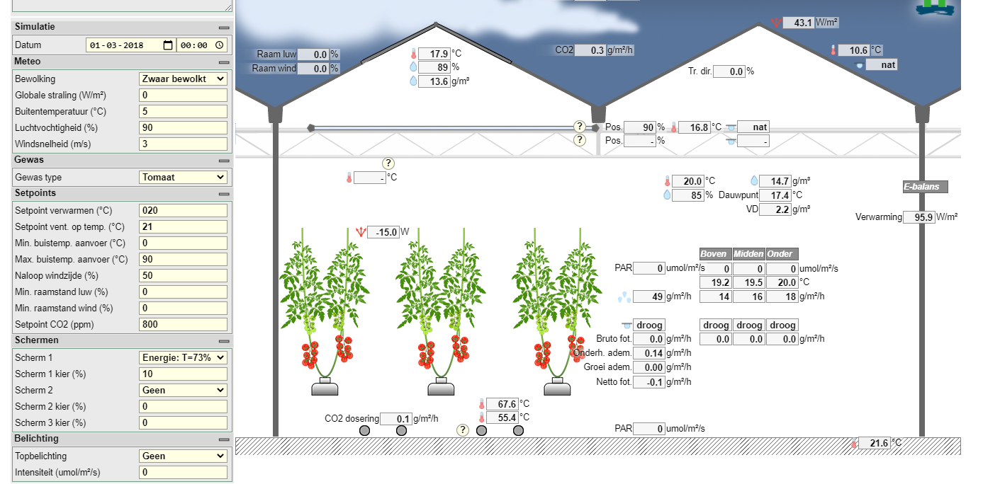 Simulatie
Datum 01-03-2018 00:00
Meteo
Bewolking Zwaar bewolkt
Globale straling (W/m²) 0
Buitentemperatuur (°C) 5
Luchtvochtigheid (%) 90
Windsnelheid (m/s) 3
Gewas
Gewas type Tomaat
Setpoints
Setpoint verwarmen (°C) 020
Setpoint vent. op temp. (°C) 21
Min. buistemp. aanvoer (°C) 0
Max. buistemp. aanvoer (°C) 90
Naloop windzijde (%) 50
Min. raamstand luw (%) 0
Min. raamstand wind (%) 0
Setpoint CO2 (ppm) 800
Schermen
Scherm 1 Energie: T=73%
Scherm 1 kier (%) 10
Scherm 2 Geen
Scherm 2 kier (%) 0
Scherm 3 kier (%) 0
Belichting
Topbelichting Geen
Intensiteit (umol/m²/s) 0
43.1 W/m²
Raam luw 0.0 %
Raam wind 0.0 %
17.9 °C
89 %
13.6 g/m³
CO2 0.3 g/m²/h
10.6 °C
nat
Tr. dir. 0.0 %
? Pos. 90 % 16.8 °C nat
? Pos. - % -
?
- °C
20.0 °C 14.7 g/m³
85 % Dauwpunt 17.4 °C
VD 2.2 g/m³
E-balans
Verwarming 95.9 W/m²
-15.0 W
Boven Midden Onder
PAR 0 umol/m²/s 0 0 0 umol/m²/s
19.2 19.5 20.0 °C
49 g/m²/h 14 16 18 g/m²/h
droog droog droog droog
Bruto fot. 0.0 g/m²/h 0.0 0.0 0.0 g/m²/h
Onderh. adem. 0.14 g/m²/h
Groei adem. 0.00 g/m²/h
Netto fot. -0.1 g/m²/h
67.6 °C
CO2 dosering 0.1 g/m²/h 55.4 °C
? PAR 0 umol/m²/s
21.6 °C